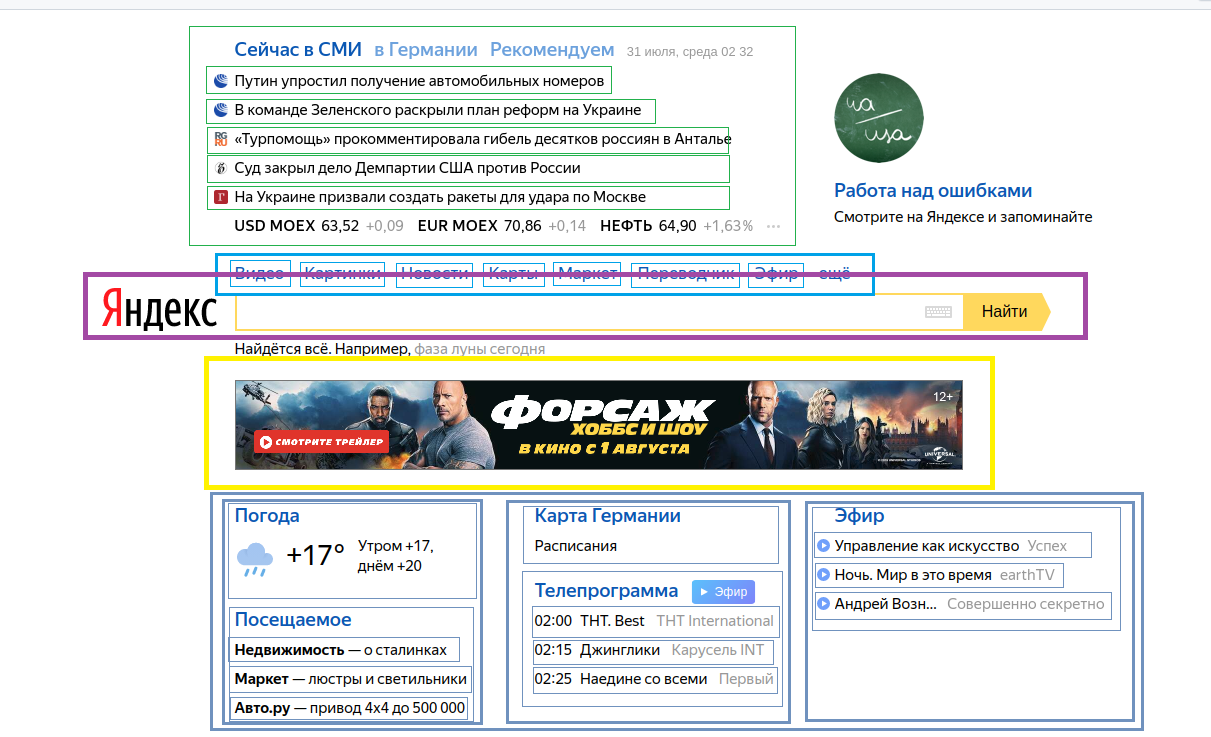 Сейчас в СМИ в Германии Рекомендуем 31 июля, среда 02 32
Путин упростил получение автомобильных номеров
В команде Зеленского раскрыли план реформ на Украине
RG RU «Турпомощь» прокомментировала гибель десятков россиян в Анталье
Суд закрыл дело Демпартии США против России
Г На Украине призвали создать ракеты для удара по Москве
USD MOEX 63,52 +0,09 EUR MOEX 70,86 +0,14 НЕФТЬ 64,90 +1,63% ···
Работа над ошибками
Смотрите на Яндексе и запоминайте
Видео Картинки Новости Карты Маркет Переводчик Эфир ещё
Яндекс Найти
Найдётся всё. Например, фаза луны сегодня
12+
ФОРСАЖ
ХОББС И ШОУ
СМОТРИТЕ ТРЕЙЛЕР
В КИНО С 1 АВГУСТА
UNIVERSAL
Погода
+17° Утром +17,
днём +20
Посещаемое
Недвижимость — о сталинках
Маркет — люстры и светильники
Авто.ру — привод 4x4 до 500 000
Карта Германии
Расписания
Телепрограмма Эфир
02:00 ТНТ. Best ТНТ International
02:15 Джинглики Карусель INT
02:25 Наедине со всеми Первый
Эфир
Управление как искусство Успех
Ночь. Мир в это время earthTV
Андрей Возн... Совершенно секретно